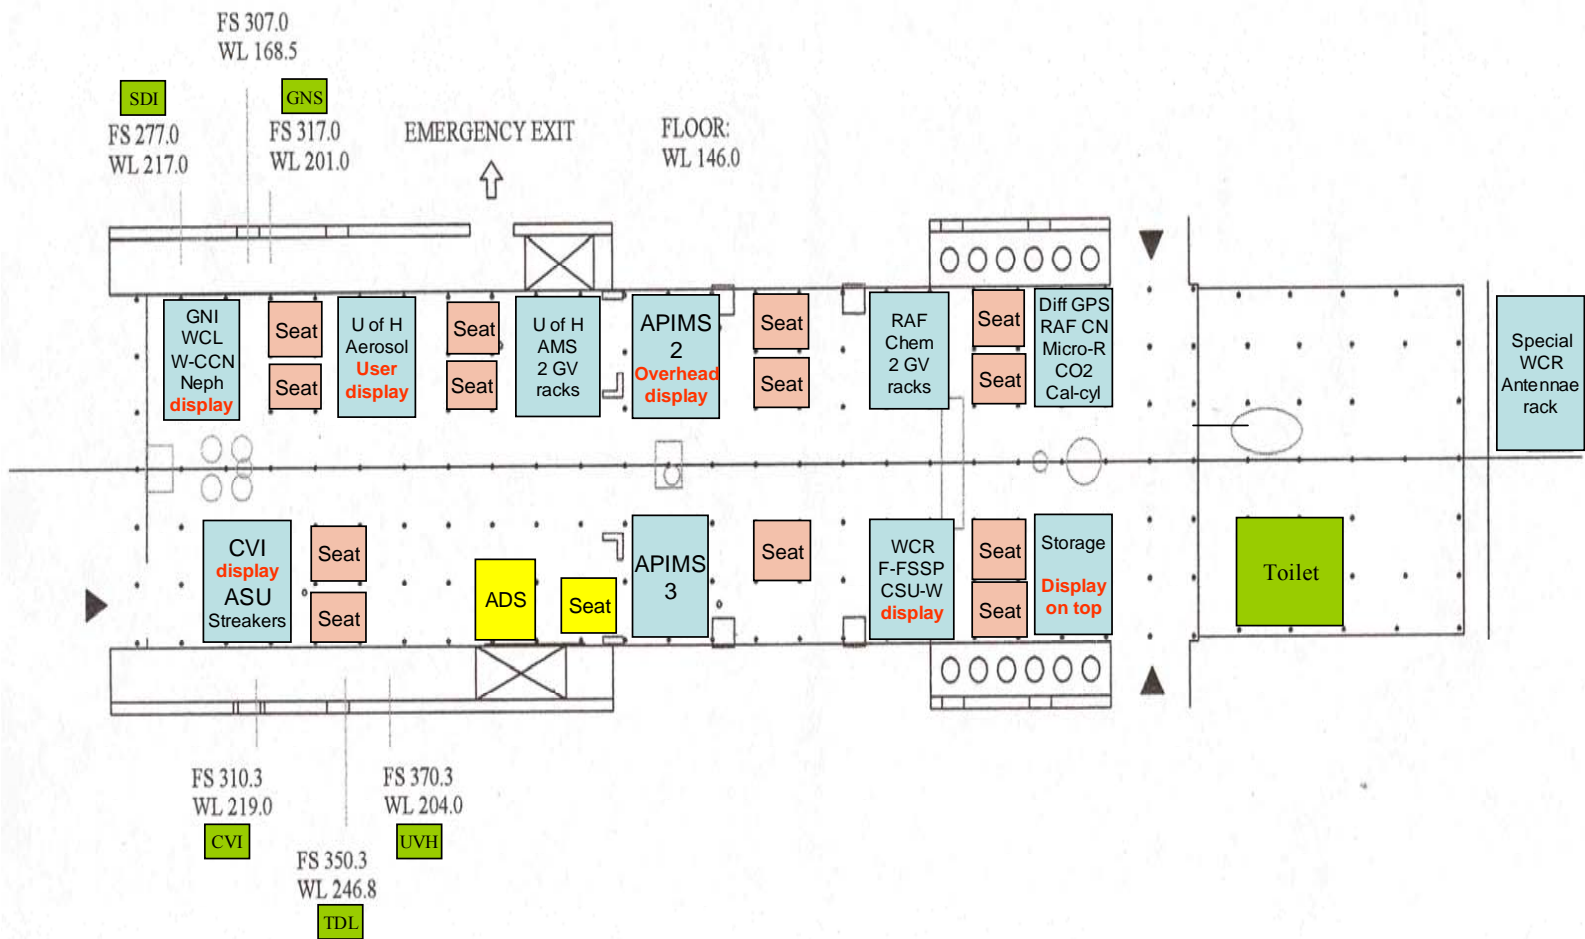 FS 307.0
WL 168.5
SDI
GNS
FS 277.0
WL 217.0
FS 317.0
WL 201.0
EMERGENCY EXIT
FLOOR:
WL 146.0
GNI
WCL
W-CCN
Neph
display
Seat
Seat
U of H
Aerosol
User
display
Seat
Seat
U of H
AMS
2 GV
racks
APIMS
2
Overhead
display
Seat
Seat
RAF
Chem
2 GV
racks
Seat
Seat
Diff GPS
RAF CN
Micro-R
CO2
Cal-cyl
Special
WCR
Antennae
rack
CVI
display
ASU
Streakers
Seat
Seat
ADS
Seat
APIMS
3
Seat
WCR
F-FSSP
CSU-W
display
Seat
Seat
Storage
Display
on top
Toilet
FS 310.3
WL 219.0
CVI
FS 370.3
WL 204.0
UVH
FS 350.3
WL 246.8
TDL